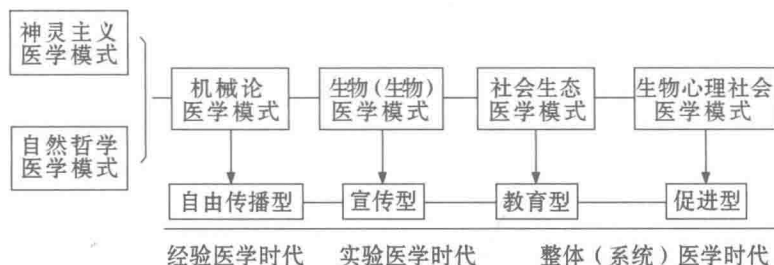 神灵主义
医学模式
自然哲学
医学模式
机械论
医学模式
生物(生物)
医学模式
社会生态
医学模式
生物心理社会
医学模式
自由传播型
宣传型
教育型
促进型
经验医学时代
实验医学时代
整体(系统)医学时代